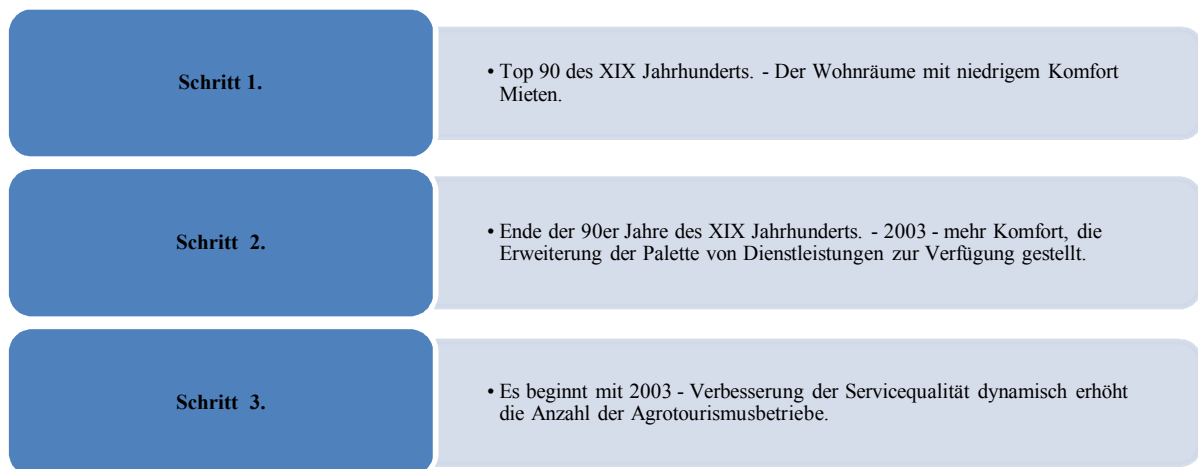 Schritt 1.
• Top 90 des XIX Jahrhunderts. - Der Wohnräume mit niedrigem Komfort
Mieten.
Schritt 2.
• Ende der 90er Jahre des XIX Jahrhunderts. - 2003 - mehr Komfort, die
Erweiterung der Palette von Dienstleistungen zur Verfügung gestellt.
Schritt 3.
• Es beginnt mit 2003 - Verbesserung der Servicequalität dynamisch erhöht
die Anzahl der Agrotourismusbetriebe.